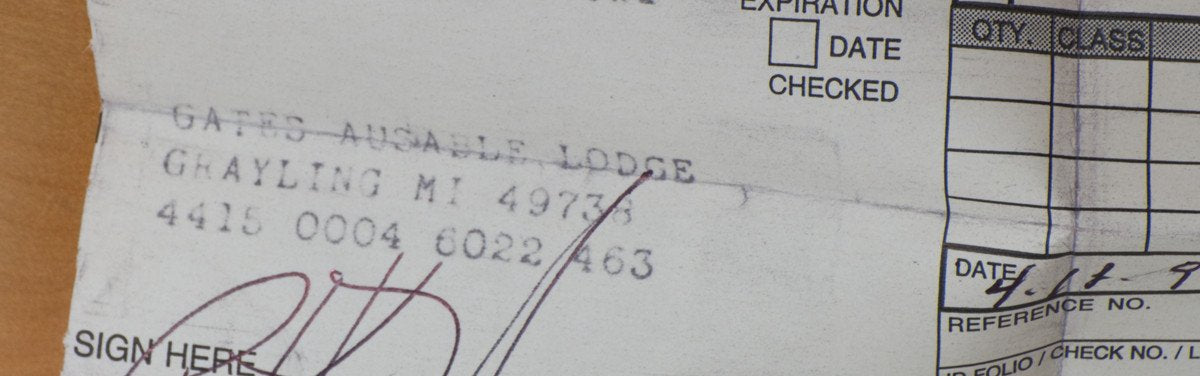 EXPIRATION
DATE
CHECKED
QTY. CLASS
GATES AUSABLE LODGE
GRAYLING MI 49738
4415 0004 6022 463
SIGN HERE
DATE
REFERENCE NO.
FOLIO / CHECK NO. / L